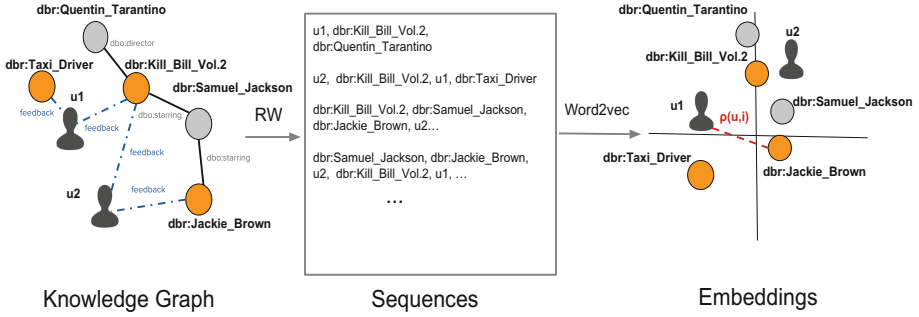 dbr:Quentin_Tarantino
dbo:director
dbr:Taxi_Driver
dbr:Kill_Bill_Vol.2
u1
dbr:Samuel_Jackson
feedback
feedback
dbo:starring
dbo:starring
feedback
u2
feedback
dbr:Jackie_Brown
Knowledge Graph
RW
u1, dbr:Kill_Bill_Vol.2,
dbr:Quentin_Tarantino
u2, dbr:Kill_Bill_Vol.2, u1, dbr:Taxi_Driver
dbr:Kill_Bill_Vol.2, dbr:Samuel_Jackson,
dbr:Jackie_Brown, u2...
dbr:Samuel_Jackson, dbr:Jackie_Brown,
u2, dbr:Kill_Bill_Vol.2, u1, ...
...
Sequences
Word2vec
dbr:Quentin_Tarantino
u2
dbr:Kill_Bill_Vol.2
u1
dbr:Samuel_Jackson
ρ(u,i)
dbr:Taxi_Driver
dbr:Jackie_Brown
Embeddings